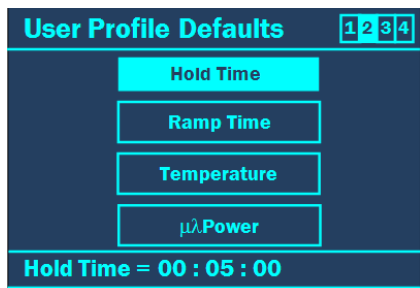 User Profile Defaults 1 2 3 4
Hold Time
Ramp Time
Temperature
μλPower
Hold Time = 00 : 05 : 00